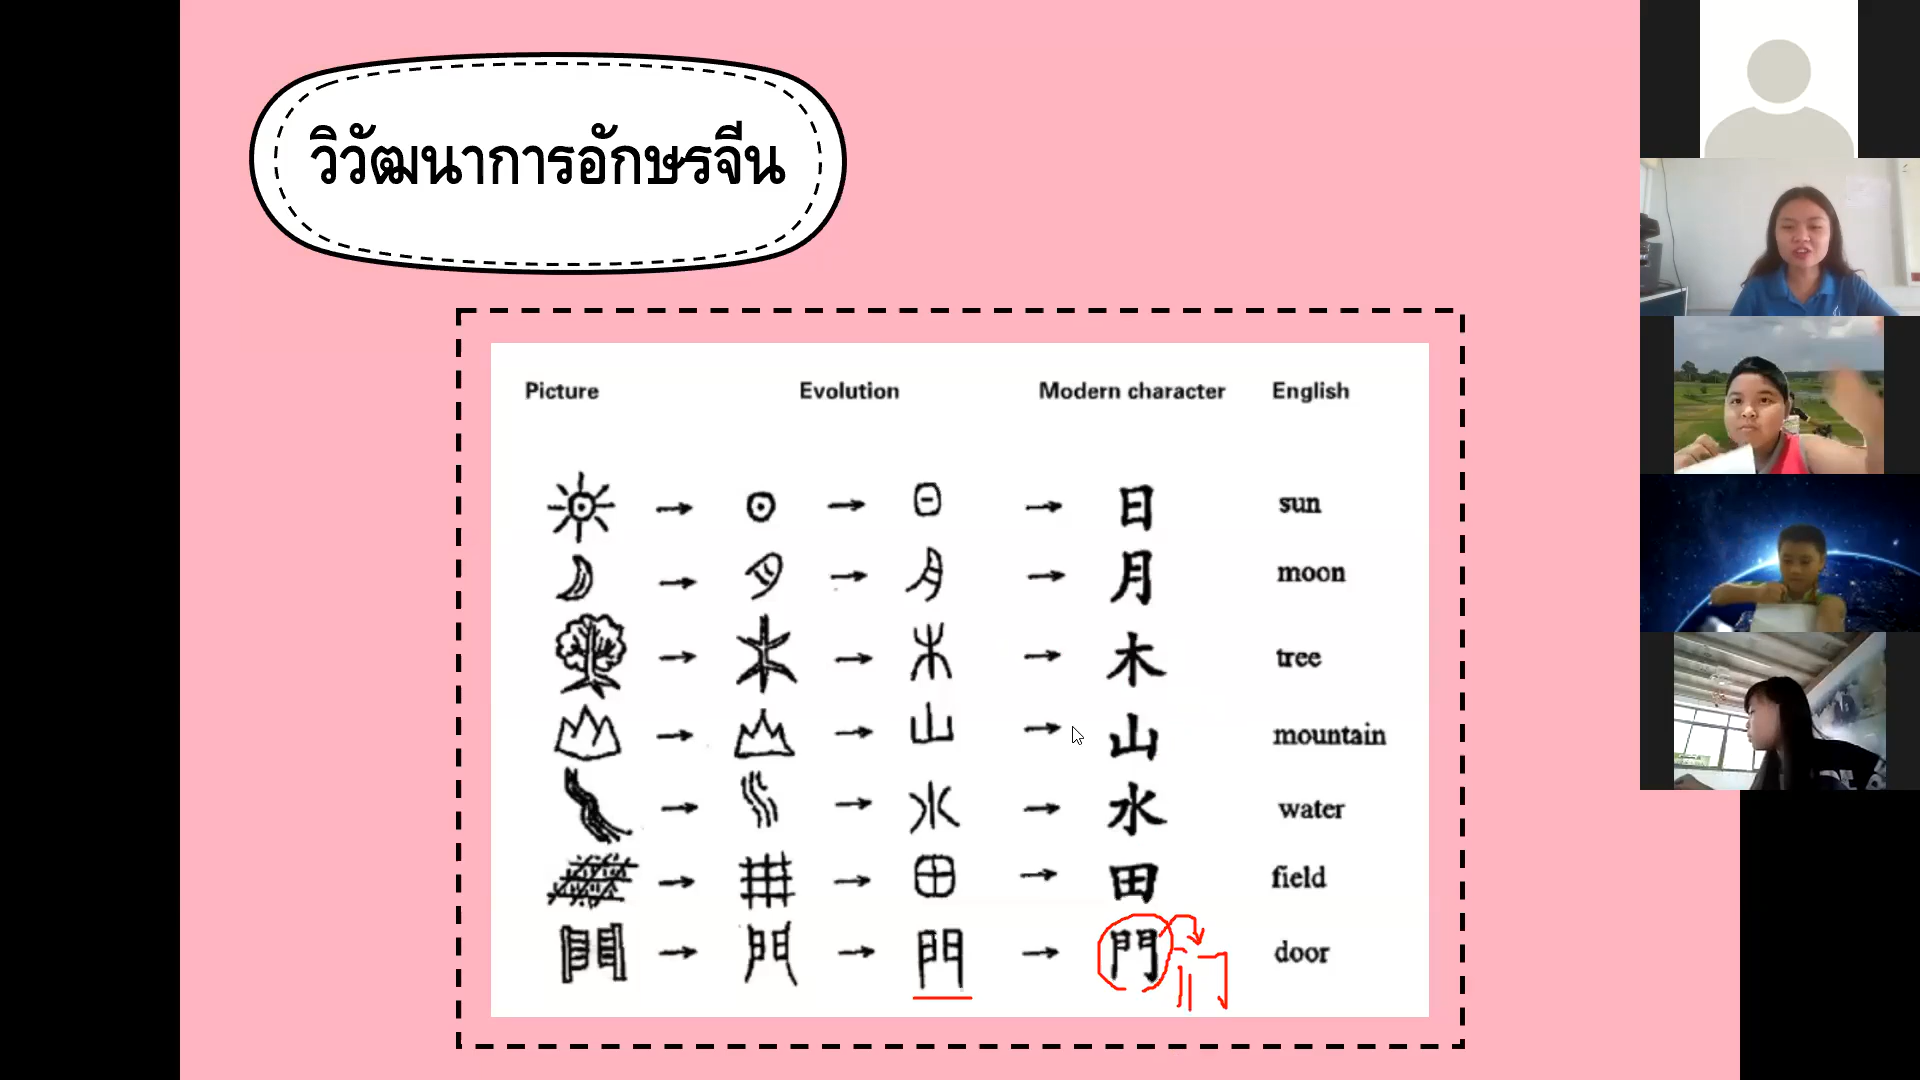 วิวัฒนาการอักษรจีน
Picture Evolution Modern character English
日 sun
月 moon
木 tree
山 mountain
水 water
田 field
門 door
门